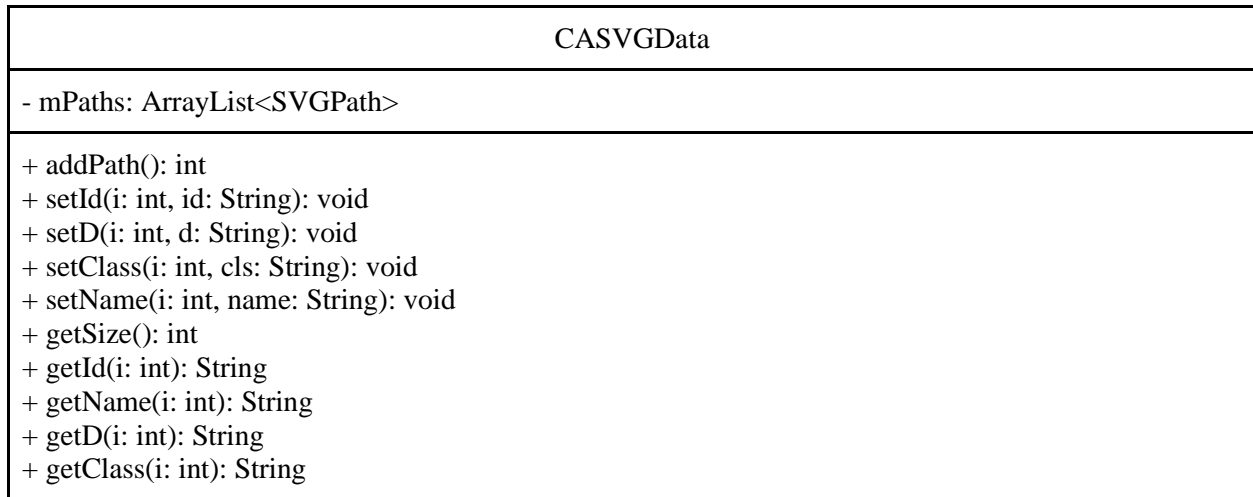 CASVGData
- mPaths: ArrayList<SVGPath>
+ addPath(): int
+ setId(i: int, id: String): void
+ setD(i: int, d: String): void
+ setClass(i: int, cls: String): void
+ setName(i: int, name: String): void
+ getSize(): int
+ getId(i: int): String
+ getName(i: int): String
+ getD(i: int): String
+ getClass(i: int): String